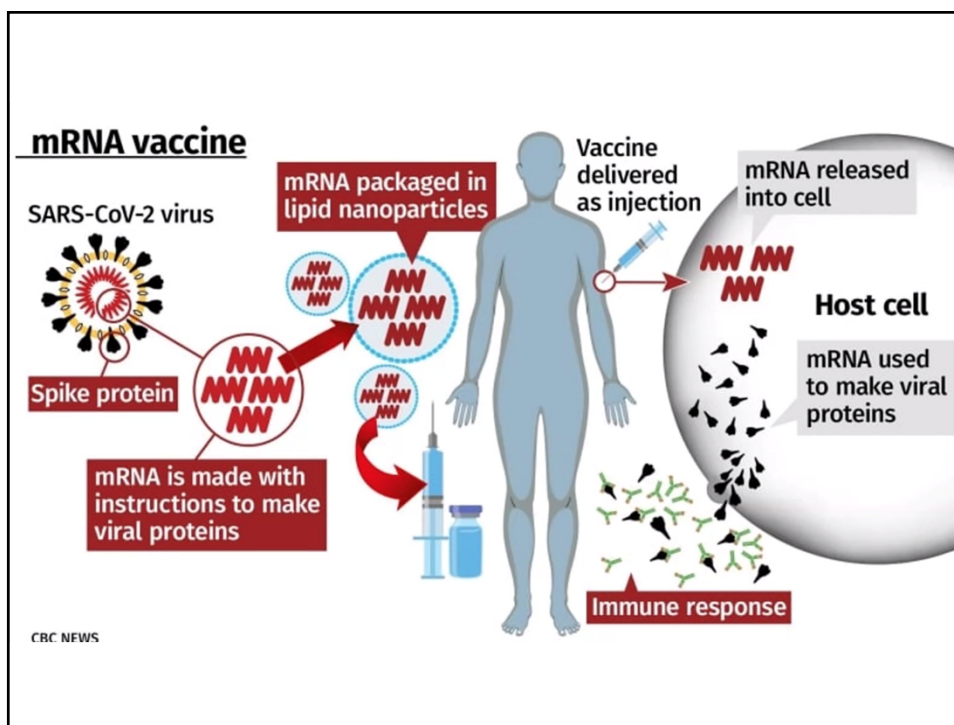 mRNA vaccine
SARS-CoV-2 virus
Spike protein
mRNA is made with
instructions to make
viral proteins
mRNA packaged in
lipid nanoparticles
Vaccine
delivered
as injection
mRNA released
into cell
Host cell
mRNA used
to make viral
proteins
Immune response
CBC NEWS